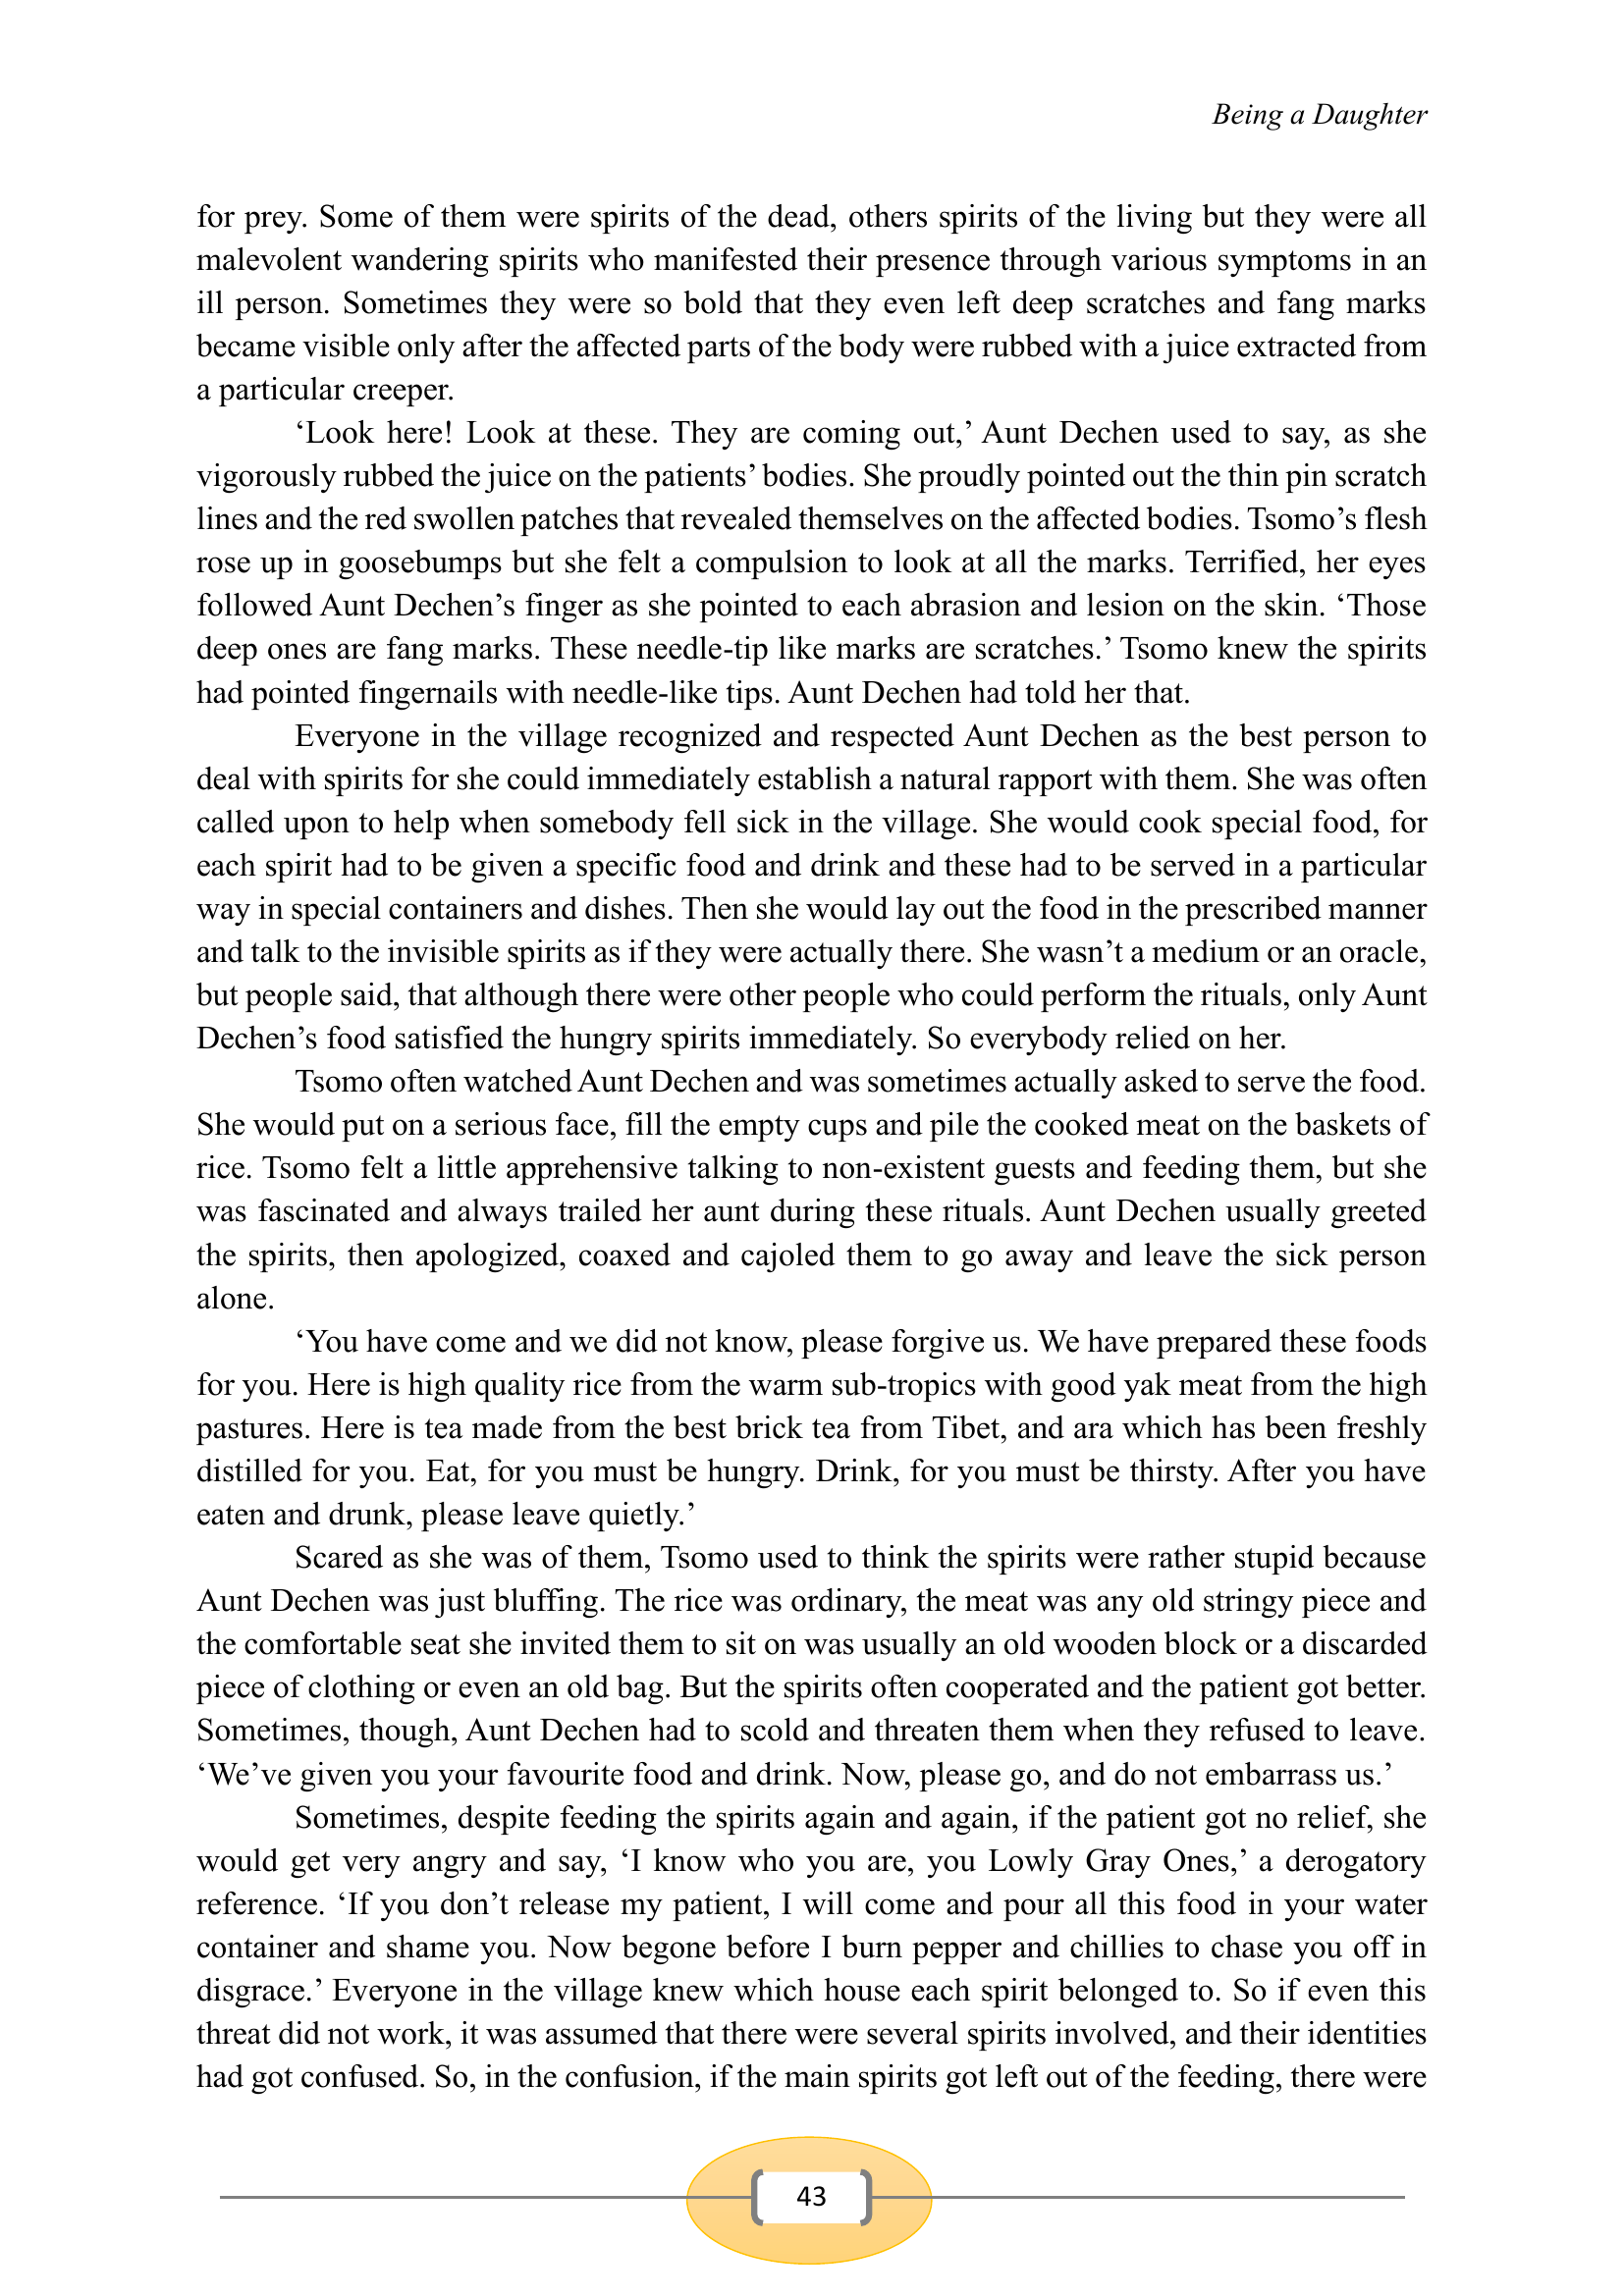 Being a Daughter
for prey. Some of them were spirits of the dead, others spirits of the living but they were all
malevolent wandering spirits who manifested their presence through various symptoms in an
ill person. Sometimes they were so bold that they even left deep scratches and fang marks
became visible only after the affected parts of the body were rubbed with a juice extracted from
a particular creeper.
‘Look here! Look at these. They are coming out,’ Aunt Dechen used to say, as she
vigorously rubbed the juice on the patients’ bodies. She proudly pointed out the thin pin scratch
lines and the red swollen patches that revealed themselves on the affected bodies. Tsomo’s flesh
rose up in goosebumps but she felt a compulsion to look at all the marks. Terrified, her eyes
followed Aunt Dechen’s finger as she pointed to each abrasion and lesion on the skin. ‘Those
deep ones are fang marks. These needle-tip like marks are scratches.’ Tsomo knew the spirits
had pointed fingernails with needle-like tips. Aunt Dechen had told her that.
Everyone in the village recognized and respected Aunt Dechen as the best person to
deal with spirits for she could immediately establish a natural rapport with them. She was often
called upon to help when somebody fell sick in the village. She would cook special food, for
each spirit had to be given a specific food and drink and these had to be served in a particular
way in special containers and dishes. Then she would lay out the food in the prescribed manner
and talk to the invisible spirits as if they were actually there. She wasn’t a medium or an oracle,
but people said, that although there were other people who could perform the rituals, only Aunt
Dechen’s food satisfied the hungry spirits immediately. So everybody relied on her.
Tsomo often watched Aunt Dechen and was sometimes actually asked to serve the food.
She would put on a serious face, fill the empty cups and pile the cooked meat on the baskets of
rice. Tsomo felt a little apprehensive talking to non-existent guests and feeding them, but she
was fascinated and always trailed her aunt during these rituals. Aunt Dechen usually greeted
the spirits, then apologized, coaxed and cajoled them to go away and leave the sick person
alone.
‘You have come and we did not know, please forgive us. We have prepared these foods
for you. Here is high quality rice from the warm sub-tropics with good yak meat from the high
pastures. Here is tea made from the best brick tea from Tibet, and ara which has been freshly
distilled for you. Eat, for you must be hungry. Drink, for you must be thirsty. After you have
eaten and drunk, please leave quietly.’
Scared as she was of them, Tsomo used to think the spirits were rather stupid because
Aunt Dechen was just bluffing. The rice was ordinary, the meat was any old stringy piece and
the comfortable seat she invited them to sit on was usually an old wooden block or a discarded
piece of clothing or even an old bag. But the spirits often cooperated and the patient got better.
Sometimes, though, Aunt Dechen had to scold and threaten them when they refused to leave.
‘We’ve given you your favourite food and drink. Now, please go, and do not embarrass us.’
Sometimes, despite feeding the spirits again and again, if the patient got no relief, she
would get very angry and say, ‘I know who you are, you Lowly Gray Ones,’ a derogatory
reference. ‘If you don’t release my patient, I will come and pour all this food in your water
container and shame you. Now begone before I burn pepper and chillies to chase you off in
disgrace.’ Everyone in the village knew which house each spirit belonged to. So if even this
threat did not work, it was assumed that there were several spirits involved, and their identities
had got confused. So, in the confusion, if the main spirits got left out of the feeding, there were
43